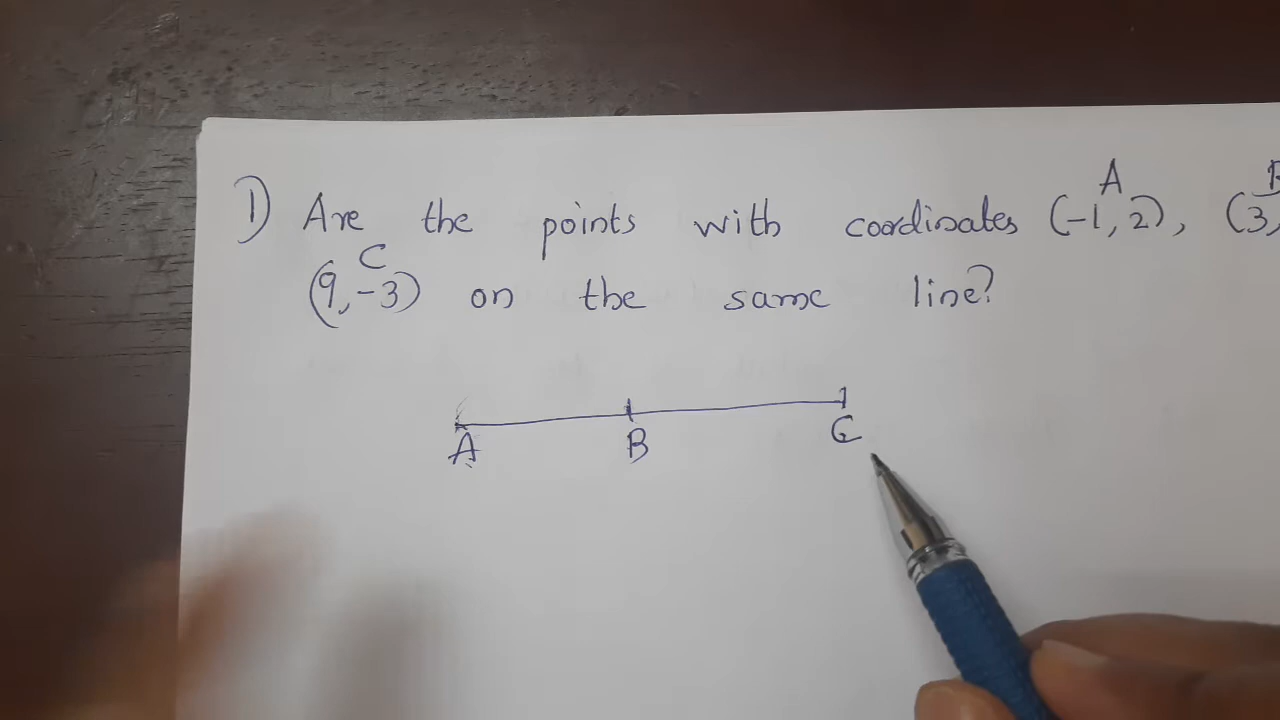 1) Are the points with coordinates (-1, 2), (3,
A
C
(9, -3) on the same line?
A B C